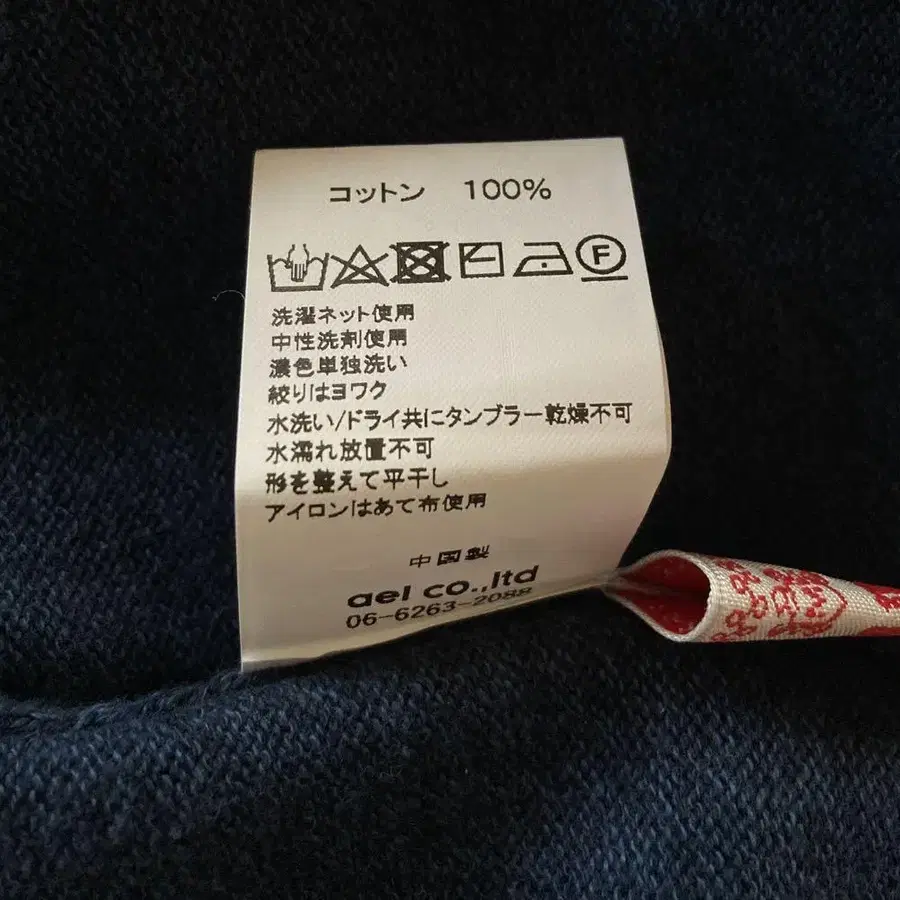 コットン 100%
F
洗濯ネット使用
中性洗剤使用
濃色単独洗い
絞りはヨワク
水洗い/ドライ共にタンブラー乾燥不可
水濡れ放置不可
形を整えて平干し
アイロンはあて布使用
中国製
ael co.,ltd
06-6263-2088